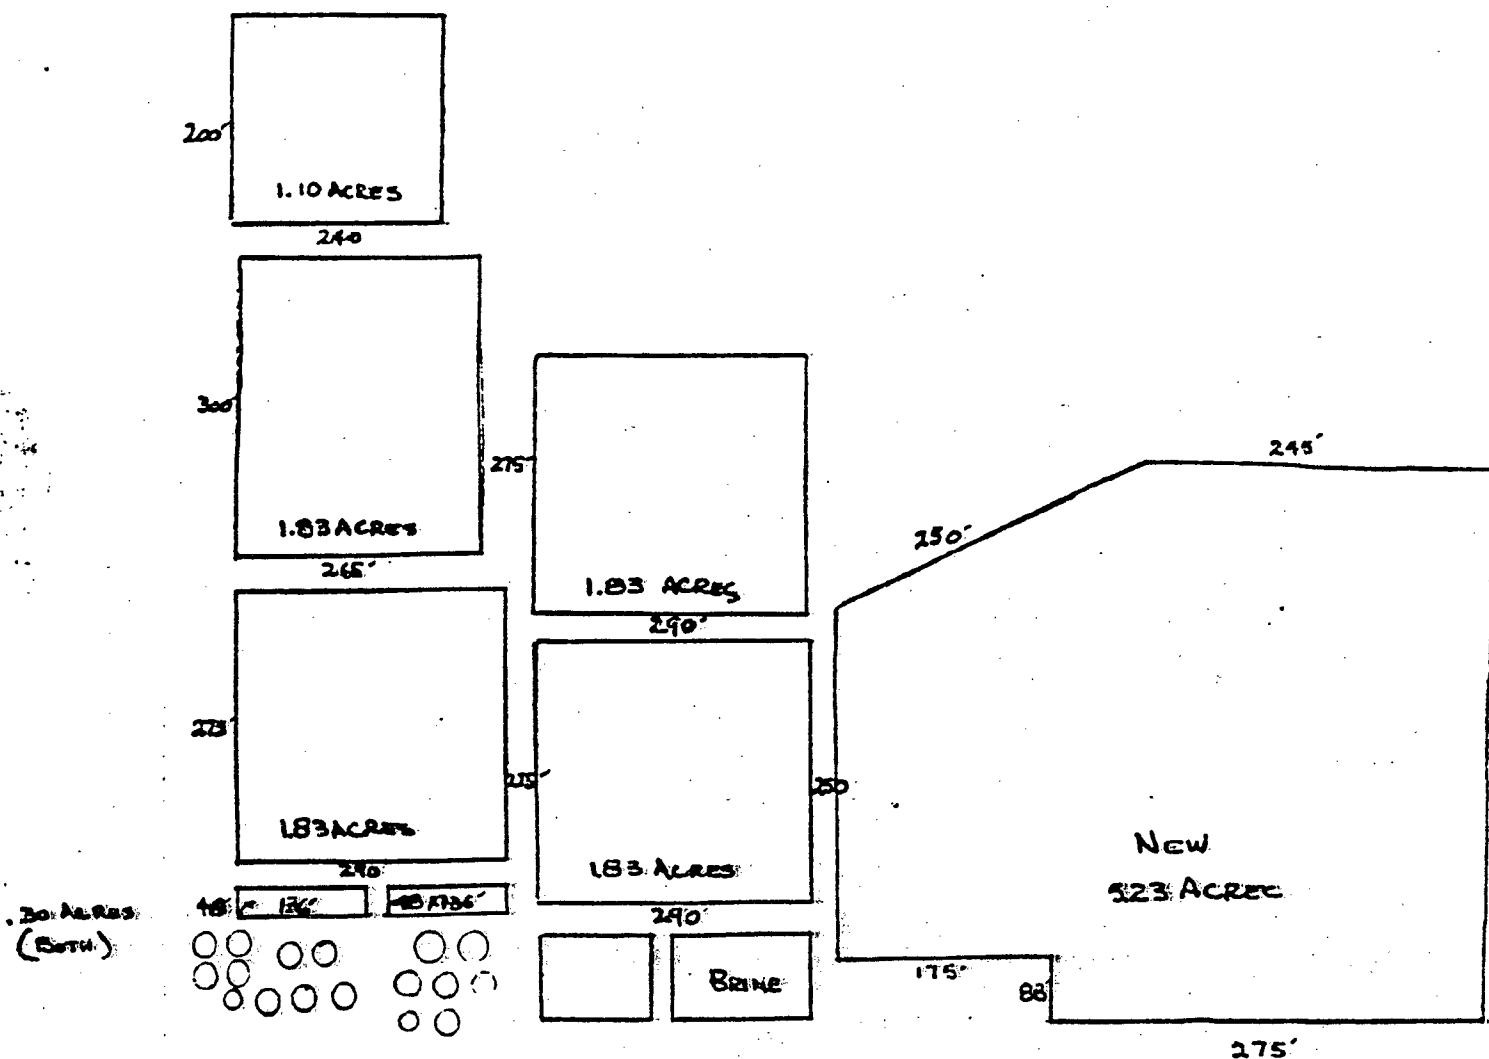 200'
1.10 ACRES
240
300'
1.83 ACRES
265'
275'
1.83 ACRES
290'
245'
250'
275'
1.83 ACRES
290
275'
1.83 ACRES
290'
250
NEW
5.23 ACRES
175'
88'
275'
.30 ACRES
(BOTH)
48'
136'
48 X 136'
BRINE